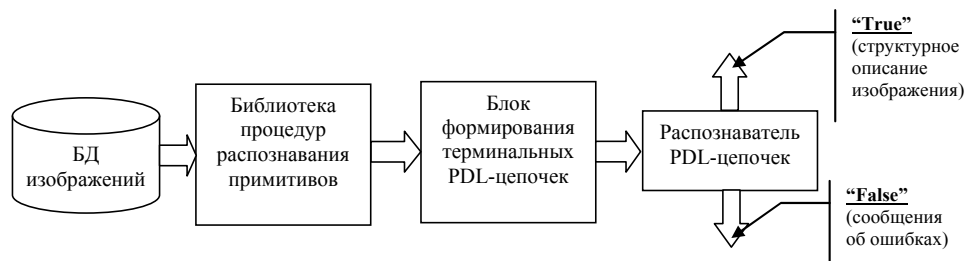 БД
изображений
Библиотека
процедур
распознавания
примитивов
Блок
формирования
терминальных
PDL-цепочек
Распознаватель
PDL-цепочек
“True”
(структурное
описание
изображения)
“False”
(сообщения
об ошибках)